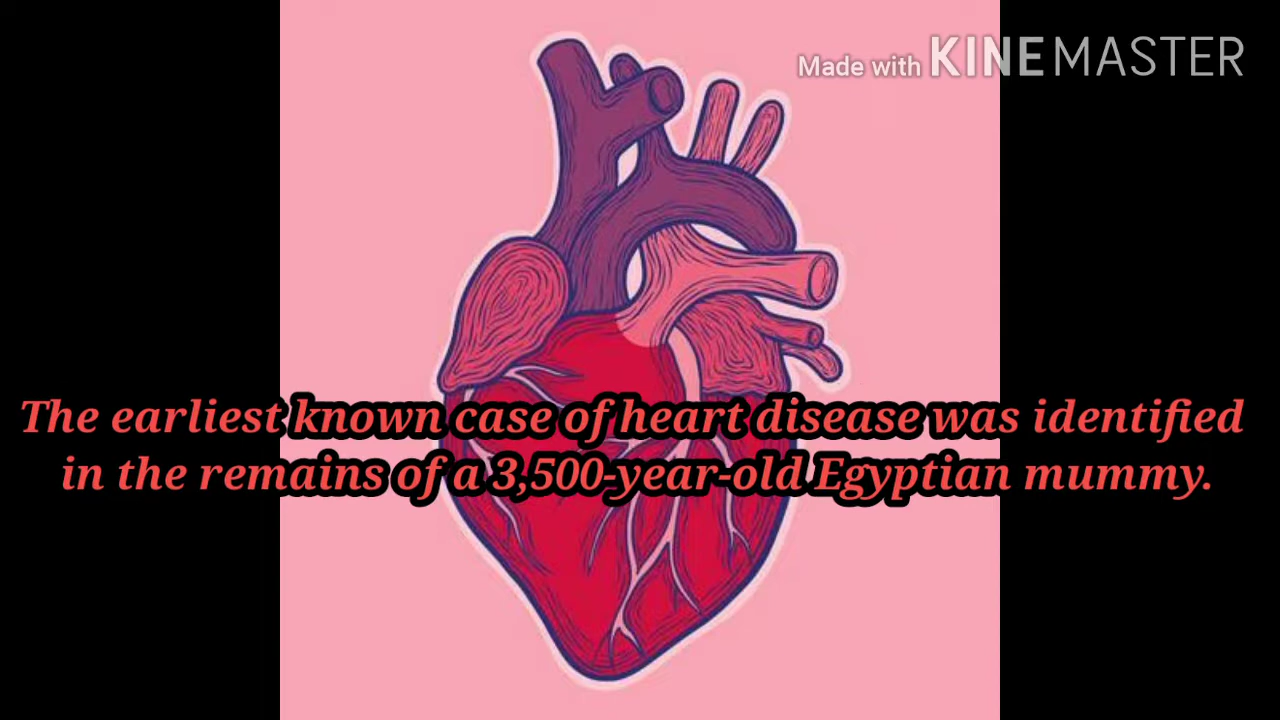 Made with KINEMASTER
The earliest known case of heart disease was identified
in the remains of a 3,500-year-old Egyptian mummy.